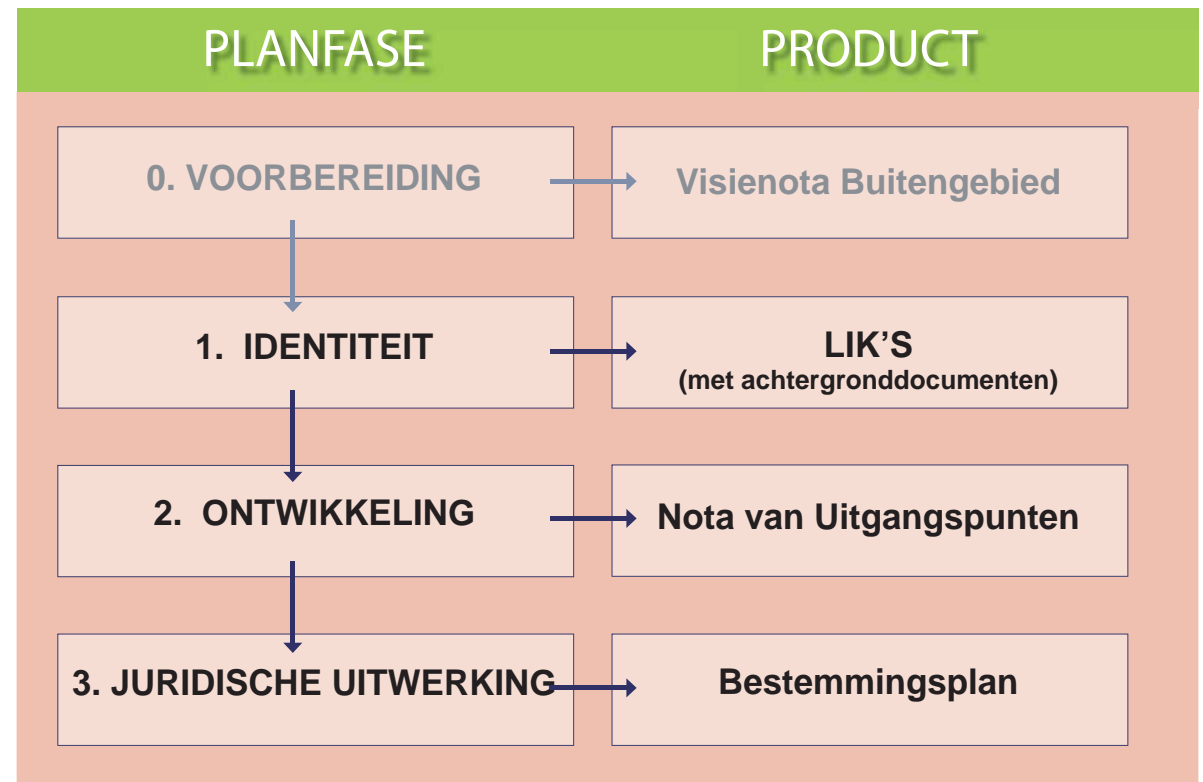 PLANFASE PRODUCT
0. VOORBEREIDING Visienota Buitengebied
1. IDENTITEIT LIK’S
(met achtergronddocumenten)
2. ONTWIKKELING Nota van Uitgangspunten
3. JURIDISCHE UITWERKING Bestemmingsplan